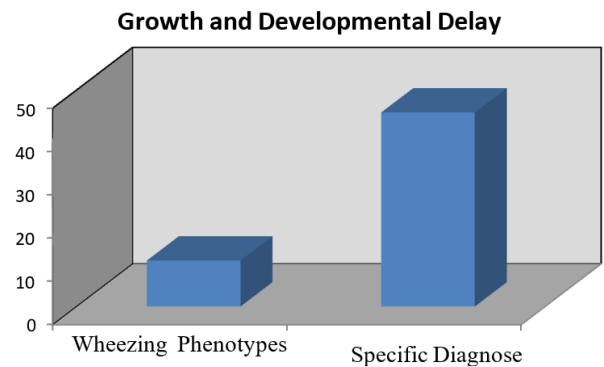 Growth and Developmental Delay
50
40
30
20
10
0
Wheezing Phenotypes
Specific Diagnose